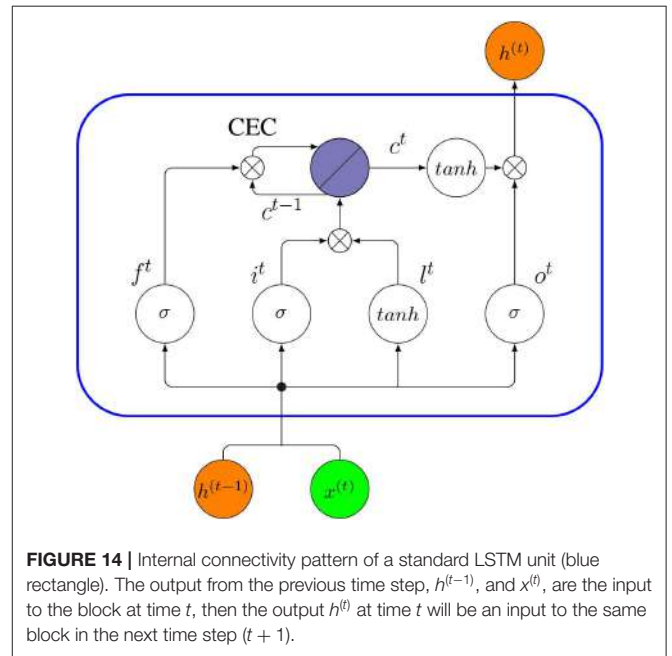 h^(t)
CEC
c^t
tanh
c^{t−1}
f^t
i^t
l^t
o^t
σ
σ
tanh
σ
h^(t−1)
x^(t)
FIGURE 14 | Internal connectivity pattern of a standard LSTM unit (blue
rectangle). The output from the previous time step, h^(t−1), and x^(t), are the input
to the block at time t, then the output h^(t) at time t will be an input to the same
block in the next time step (t + 1).